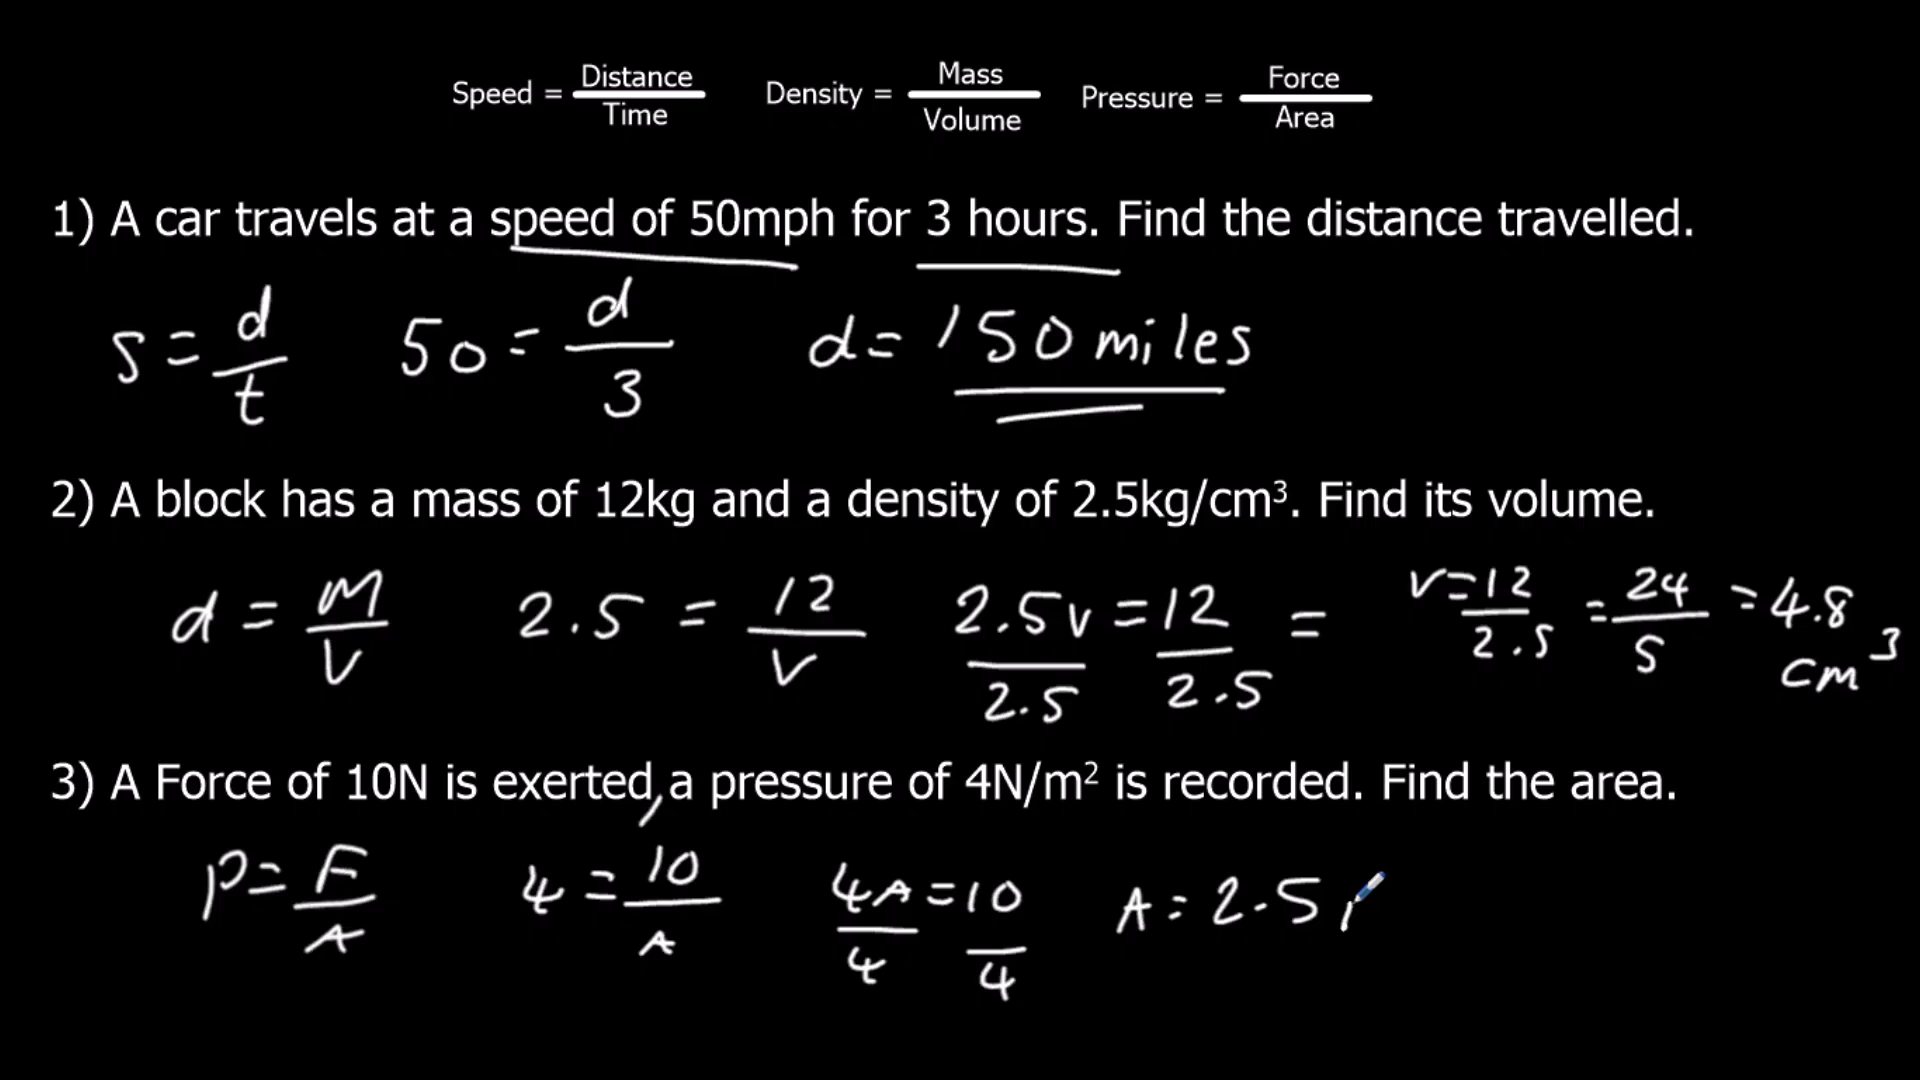 Speed = Distance / Time Density = Mass / Volume Pressure = Force / Area
1) A car travels at a speed of 50mph for 3 hours. Find the distance travelled.
s = d / t 50 = d / 3 d = 150 miles
2) A block has a mass of 12kg and a density of 2.5kg/cm³. Find its volume.
d = M / V 2.5 = 12 / V 2.5v / 2.5 = 12 / 2.5 = v = 12 / 2.5 = 24 / 5 = 4.8 cm³
3) A Force of 10N is exerted, a pressure of 4N/m² is recorded. Find the area.
P = F / A 4 = 10 / A 4A / 4 = 10 / 4 A = 2.5